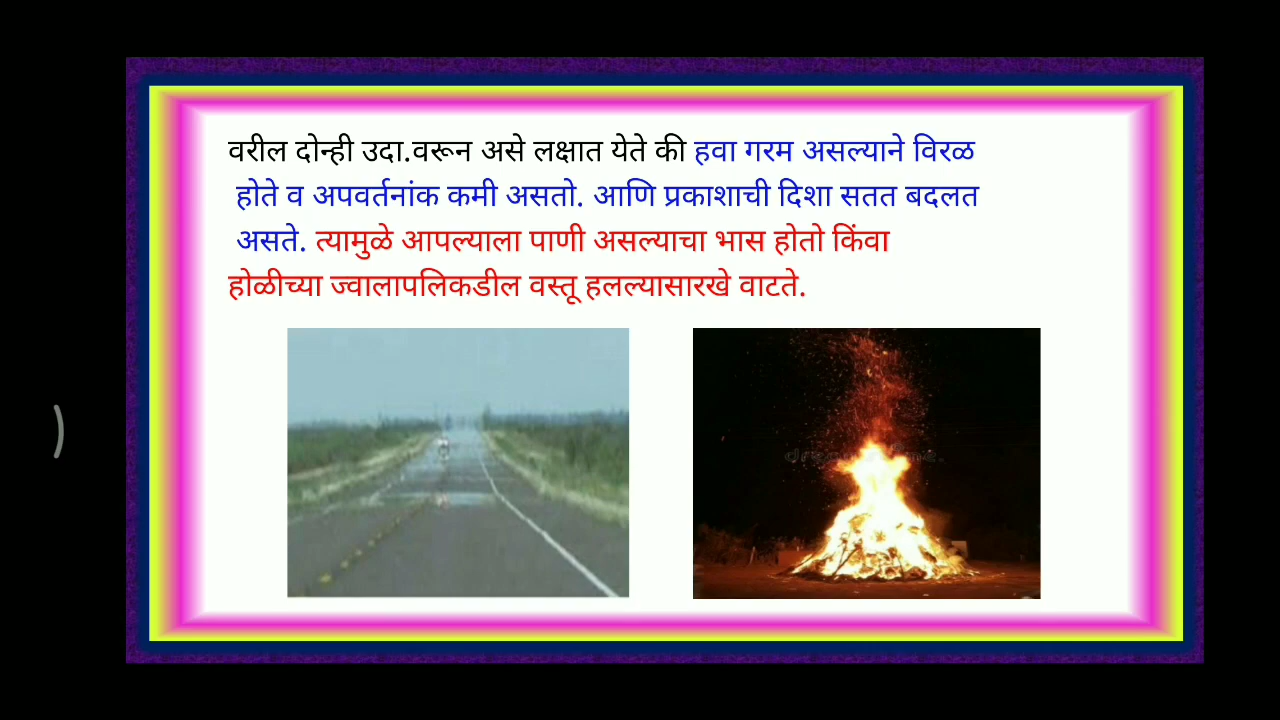 वरील दोन्ही उदा.वरून असे लक्षात येते की हवा गरम असल्याने विरळ
होते व अपवर्तनांक कमी असतो. आणि प्रकाशाची दिशा सतत बदलत
असते. त्यामुळे आपल्याला पाणी असल्याचा भास होतो किंवा
होळीच्या ज्वालापलिकडील वस्तू हलल्यासारखे वाटते.